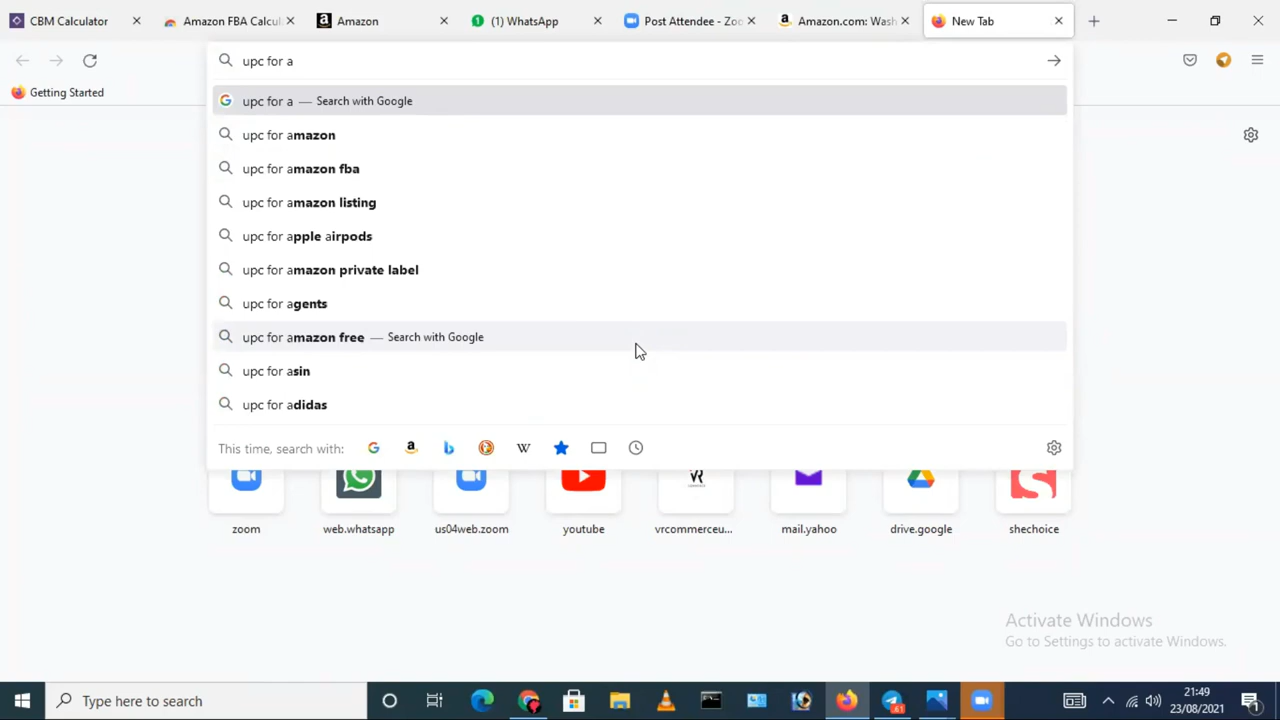 CBM Calculator
Amazon FBA Calcul
Amazon
(1) WhatsApp
Post Attendee - Zoo
Amazon.com: Wash
New Tab
upc for a
Getting Started
upc for a — Search with Google
upc for amazon
upc for amazon fba
upc for amazon listing
upc for apple airpods
upc for amazon private label
upc for agents
upc for amazon free — Search with Google
upc for asin
upc for adidas
This time, search with:
zoom
web.whatsapp
us04web.zoom
youtube
vrcommerceu...
mail.yahoo
drive.google
shechoice
Activate Windows
Go to Settings to activate Windows.
Type here to search
21:49
23/08/2021